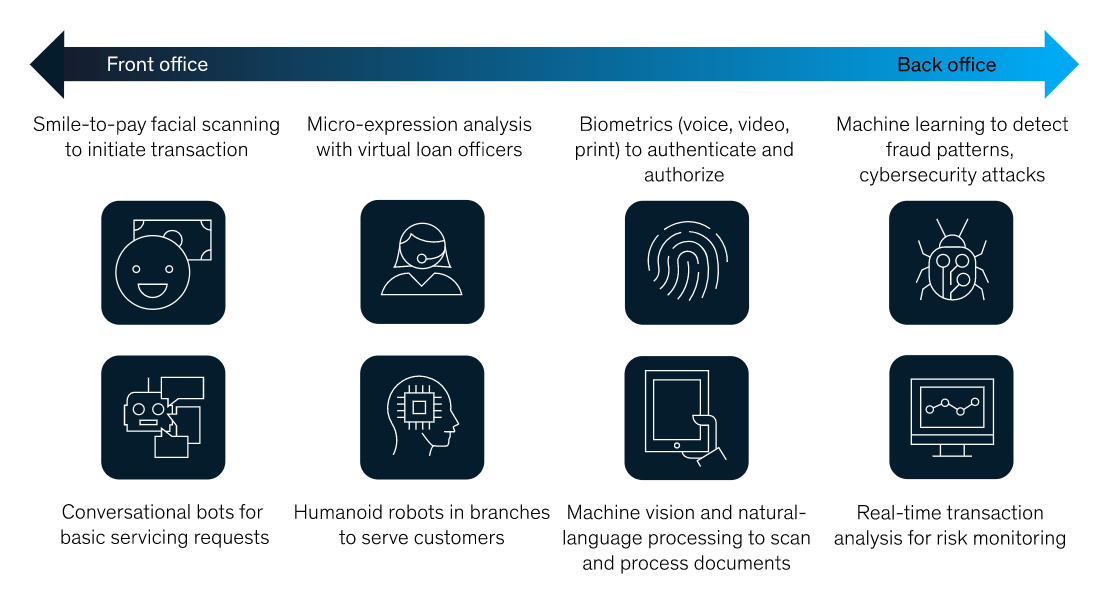 Front office
Back office
Smile-to-pay facial scanning
to initiate transaction
Micro-expression analysis
with virtual loan officers
Biometrics (voice, video,
print) to authenticate and
authorize
Machine learning to detect
fraud patterns,
cybersecurity attacks
Conversational bots for
basic servicing requests
Humanoid robots in branches
to serve customers
Machine vision and natural-
language processing to scan
and process documents
Real-time transaction
analysis for risk monitoring